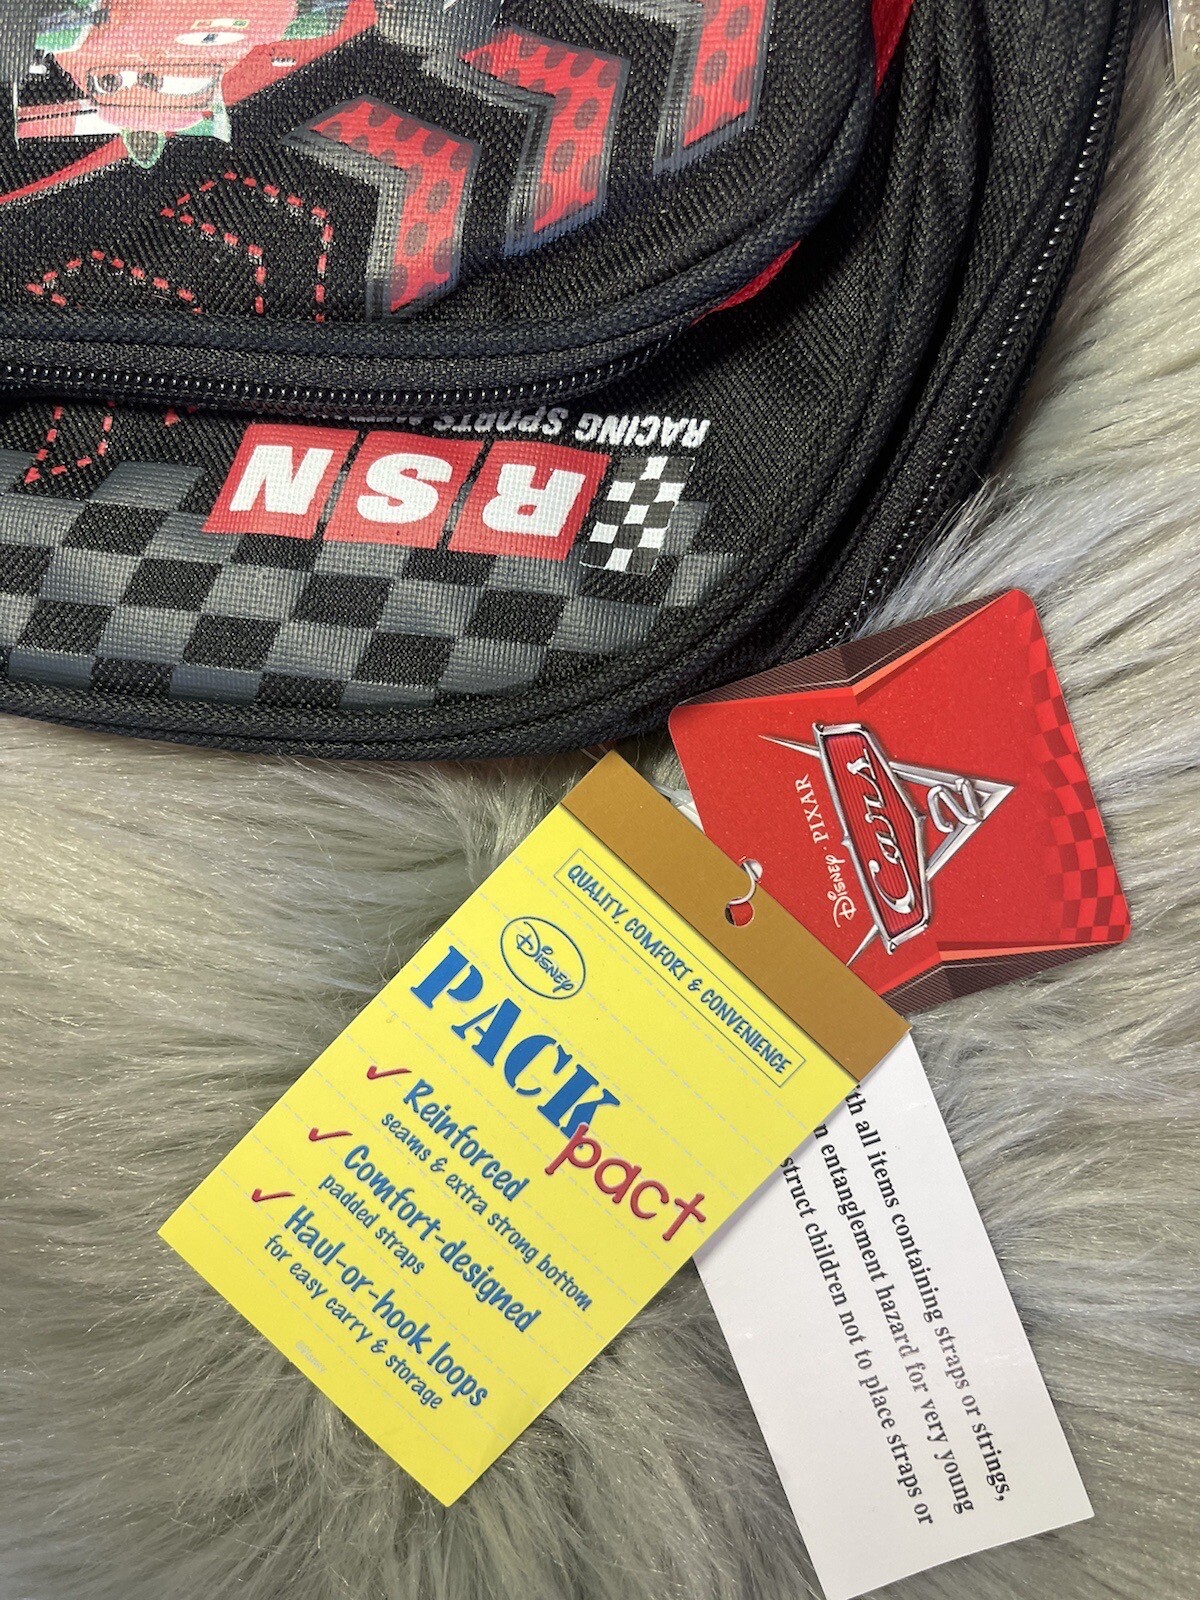 RACING SPORTS
RSN
Disney · PIXAR
Cars
2
QUALITY, COMFORT & CONVENIENCE
Disney
PACK
pact
✓ Reinforced
seams & extra strong bottom
✓ Comfort-designed
padded straps
✓ Haul-or-hook loops
for easy carry & storage
©Disney
th all items containing straps or strings,
n entanglement hazard for very young
struct children not to place straps or